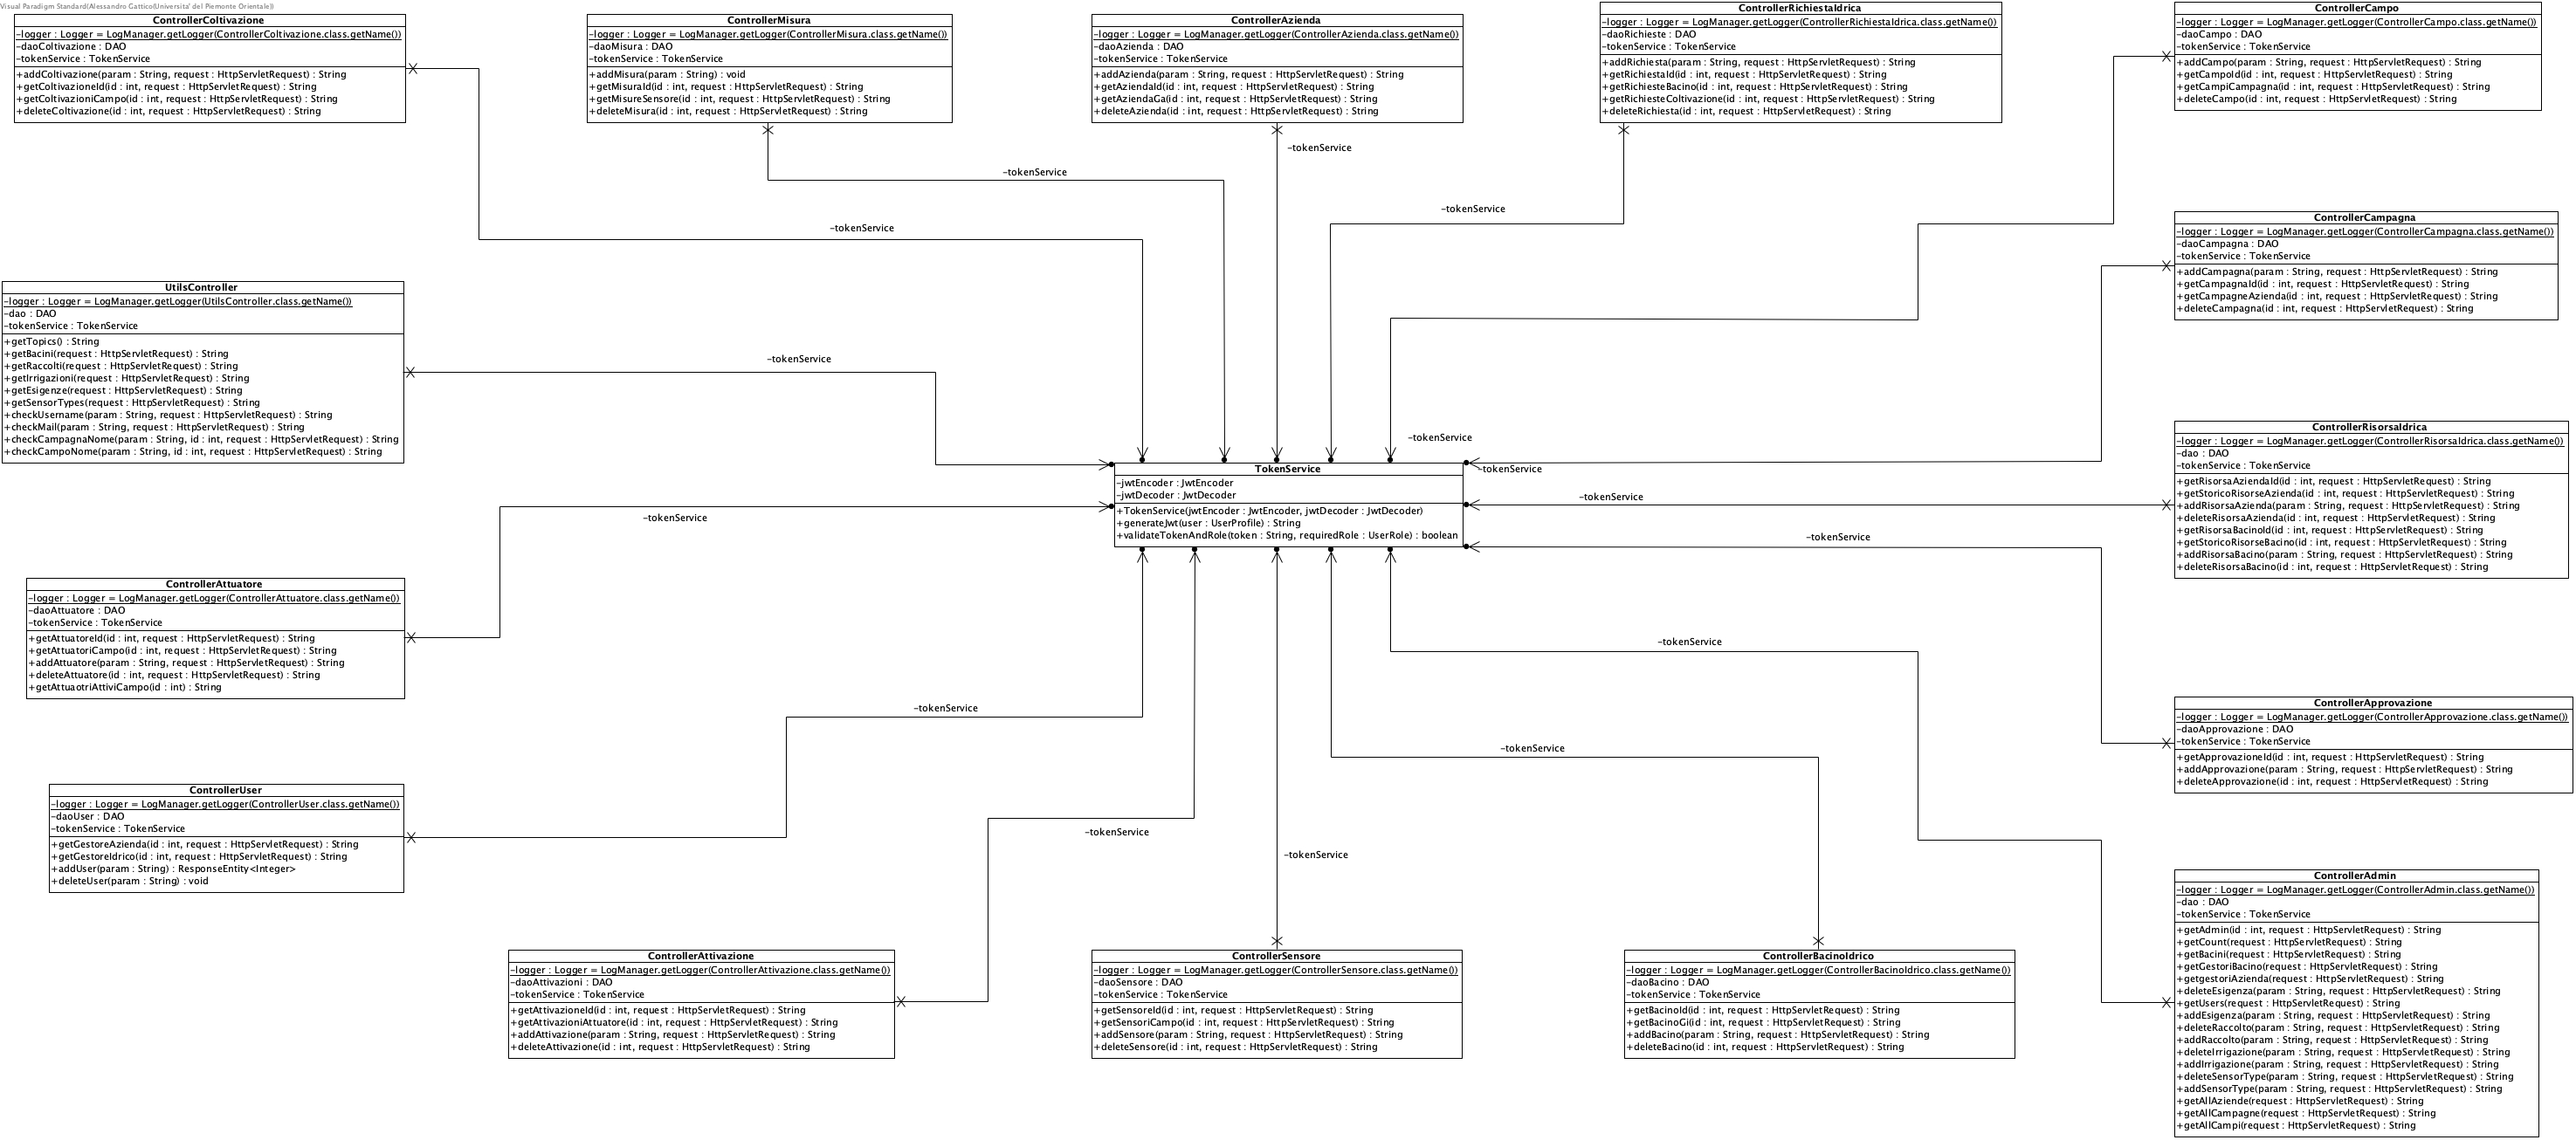 Visual Paradigm Standard(Alessandro Gattico(Universita' del Piemonte Orientale))
ControllerColtivazione
-logger : Logger = LogManager.getLogger(ControllerColtivazione.class.getName())
-daoColtivazione : DAO
-tokenService : TokenService
+addColtivazione(param : String, request : HttpServletRequest) : String
+getColtivazioneId(id : int, request : HttpServletRequest) : String
+getColtivazioniCampo(id : int, request : HttpServletRequest) : String
+deleteColtivazione(id : int, request : HttpServletRequest) : String
ControllerMisura
-logger : Logger = LogManager.getLogger(ControllerMisura.class.getName())
-daoMisura : DAO
-tokenService : TokenService
+addMisura(param : String) : void
+getMisuraId(id : int, request : HttpServletRequest) : String
+getMisureSensore(id : int, request : HttpServletRequest) : String
+deleteMisura(id : int, request : HttpServletRequest) : String
ControllerAzienda
-logger : Logger = LogManager.getLogger(ControllerAzienda.class.getName())
-daoAzienda : DAO
-tokenService : TokenService
+addAzienda(param : String, request : HttpServletRequest) : String
+getAziendaId(id : int, request : HttpServletRequest) : String
+getAziendaGa(id : int, request : HttpServletRequest) : String
+deleteAzienda(id : int, request : HttpServletRequest) : String
ControllerRichiestaIdrica
-logger : Logger = LogManager.getLogger(ControllerRichiestaIdrica.class.getName())
-daoRichieste : DAO
-tokenService : TokenService
+addRichiesta(param : String, request : HttpServletRequest) : String
+getRichiestaId(id : int, request : HttpServletRequest) : String
+getRichiesteBacino(id : int, request : HttpServletRequest) : String
+getRichiesteColtivazione(id : int, request : HttpServletRequest) : String
+deleteRichiesta(id : int, request : HttpServletRequest) : String
ControllerCampo
-logger : Logger = LogManager.getLogger(ControllerCampo.class.getName())
-daoCampo : DAO
-tokenService : TokenService
+addCampo(param : String, request : HttpServletRequest) : String
+getCampoId(id : int, request : HttpServletRequest) : String
+getCampiCampagna(id : int, request : HttpServletRequest) : String
+deleteCampo(id : int, request : HttpServletRequest) : String
-tokenService
-tokenService
-tokenService
-tokenService
ControllerCampagna
-logger : Logger = LogManager.getLogger(ControllerCampagna.class.getName())
-daoCampagna : DAO
-tokenService : TokenService
+addCampagna(param : String, request : HttpServletRequest) : String
+getCampagnaId(id : int, request : HttpServletRequest) : String
+getCampagneAzienda(id : int, request : HttpServletRequest) : String
+deleteCampagna(id : int, request : HttpServletRequest) : String
UtilsController
-logger : Logger = LogManager.getLogger(UtilsController.class.getName())
-dao : DAO
-tokenService : TokenService
+getTopics() : String
+getBacini(request : HttpServletRequest) : String
+getRaccolti(request : HttpServletRequest) : String
+getIrrigazioni(request : HttpServletRequest) : String
+getEsigenze(request : HttpServletRequest) : String
+getSensorTypes(request : HttpServletRequest) : String
+checkUsername(param : String, request : HttpServletRequest) : String
+checkMail(param : String, request : HttpServletRequest) : String
+checkCampagnaNome(param : String, id : int, request : HttpServletRequest) : String
+checkCampoNome(param : String, id : int, request : HttpServletRequest) : String
-tokenService
-tokenService
-tokenService
TokenService
-jwtEncoder : JwtEncoder
-jwtDecoder : JwtDecoder
+TokenService(jwtEncoder : JwtEncoder, jwtDecoder : JwtDecoder)
+generateJwt(user : UserProfile) : String
+validateTokenAndRole(token : String, requiredRole : UserRole) : boolean
-tokenService
-tokenService
-tokenService
ControllerRisorsaIdrica
-logger : Logger = LogManager.getLogger(ControllerRisorsaIdrica.class.getName())
-dao : DAO
-tokenService : TokenService
+getRisorsaAziendaId(id : int, request : HttpServletRequest) : String
+getStoricoRisorseAzienda(id : int, request : HttpServletRequest) : String
+addRisorsaAzienda(param : String, request : HttpServletRequest) : String
+deleteRisorsaAzienda(id : int, request : HttpServletRequest) : String
+getRisorsaBacinoId(id : int, request : HttpServletRequest) : String
+getStoricoRisorseBacino(id : int, request : HttpServletRequest) : String
+addRisorsaBacino(param : String, request : HttpServletRequest) : String
+deleteRisorsaBacino(id : int, request : HttpServletRequest) : String
ControllerAttuatore
-logger : Logger = LogManager.getLogger(ControllerAttuatore.class.getName())
-daoAttuatore : DAO
-tokenService : TokenService
+getAttuatoreId(id : int, request : HttpServletRequest) : String
+getAttuatoriCampo(id : int, request : HttpServletRequest) : String
+addAttuatore(param : String, request : HttpServletRequest) : String
+deleteAttuatore(id : int, request : HttpServletRequest) : String
+getAttuaotriAttiviCampo(id : int) : String
-tokenService
-tokenService
-tokenService
ControllerApprovazione
-logger : Logger = LogManager.getLogger(ControllerApprovazione.class.getName())
-daoApprovazione : DAO
-tokenService : TokenService
+getApprovazioneId(id : int, request : HttpServletRequest) : String
+addApprovazione(param : String, request : HttpServletRequest) : String
+deleteApprovazione(id : int, request : HttpServletRequest) : String
ControllerUser
-logger : Logger = LogManager.getLogger(ControllerUser.class.getName())
-daoUser : DAO
-tokenService : TokenService
+getGestoreAzienda(id : int, request : HttpServletRequest) : String
+getGestoreIdrico(id : int, request : HttpServletRequest) : String
+addUser(param : String) : ResponseEntity<Integer>
+deleteUser(param : String) : void
-tokenService
-tokenService
ControllerAttivazione
-logger : Logger = LogManager.getLogger(ControllerAttivazione.class.getName())
-daoAttivazioni : DAO
-tokenService : TokenService
+getAttivazioneId(id : int, request : HttpServletRequest) : String
+getAttivazioniAttuatore(id : int, request : HttpServletRequest) : String
+addAttivazione(param : String, request : HttpServletRequest) : String
+deleteAttivazione(id : int, request : HttpServletRequest) : String
ControllerSensore
-logger : Logger = LogManager.getLogger(ControllerSensore.class.getName())
-daoSensore : DAO
-tokenService : TokenService
+getSensoreId(id : int, request : HttpServletRequest) : String
+getSensoriCampo(id : int, request : HttpServletRequest) : String
+addSensore(param : String, request : HttpServletRequest) : String
+deleteSensore(id : int, request : HttpServletRequest) : String
ControllerBacinoIdrico
-logger : Logger = LogManager.getLogger(ControllerBacinoIdrico.class.getName())
-daoBacino : DAO
-tokenService : TokenService
+getBacinoId(id : int, request : HttpServletRequest) : String
+getBacinoGi(id : int, request : HttpServletRequest) : String
+addBacino(param : String, request : HttpServletRequest) : String
+deleteBacino(id : int, request : HttpServletRequest) : String
ControllerAdmin
-logger : Logger = LogManager.getLogger(ControllerAdmin.class.getName())
-dao : DAO
-tokenService : TokenService
+getAdmin(id : int, request : HttpServletRequest) : String
+getCount(request : HttpServletRequest) : String
+getBacini(request : HttpServletRequest) : String
+getGestoriBacino(request : HttpServletRequest) : String
+getgestoriAzienda(request : HttpServletRequest) : String
+deleteEsigenza(param : String, request : HttpServletRequest) : String
+getUsers(request : HttpServletRequest) : String
+addEsigenza(param : String, request : HttpServletRequest) : String
+deleteRaccolto(param : String, request : HttpServletRequest) : String
+addRaccolto(param : String, request : HttpServletRequest) : String
+deleteIrrigazione(param : String, request : HttpServletRequest) : String
+addIrrigazione(param : String, request : HttpServletRequest) : String
+deleteSensorType(param : String, request : HttpServletRequest) : String
+addSensorType(param : String, request : HttpServletRequest) : String
+getAllAziende(request : HttpServletRequest) : String
+getAllCampagne(request : HttpServletRequest) : String
+getAllCampi(request : HttpServletRequest) : String